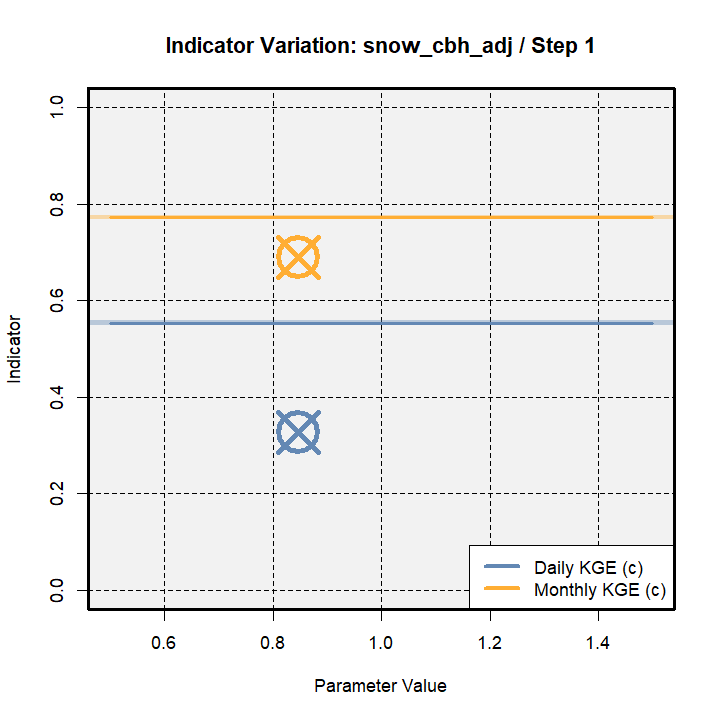 Indicator Variation: snow_cbh_adj / Step 1
1.0
0.8
0.6
0.4
0.2
0.0
Indicator
0.6 0.8 1.0 1.2 1.4
Parameter Value
Daily KGE (c)
Monthly KGE (c)